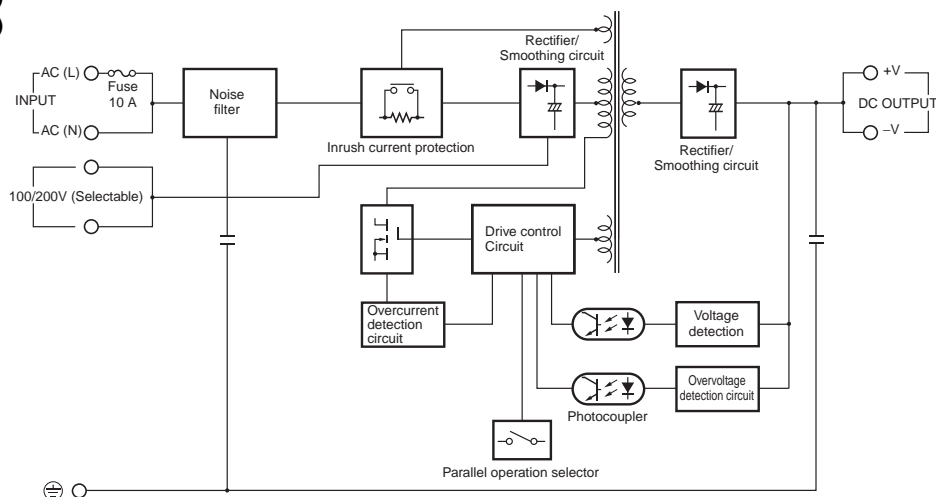 Rectifier/
Smoothing circuit
AC (L)
Fuse
10 A
INPUT
AC (N)
Noise
filter
Inrush current protection
+V
DC OUTPUT
–V
Rectifier/
Smoothing circuit
100/200V (Selectable)
Drive control
Circuit
Overcurrent
detection
circuit
Voltage
detection
Overvoltage
detection circuit
Photocoupler
Parallel operation selector